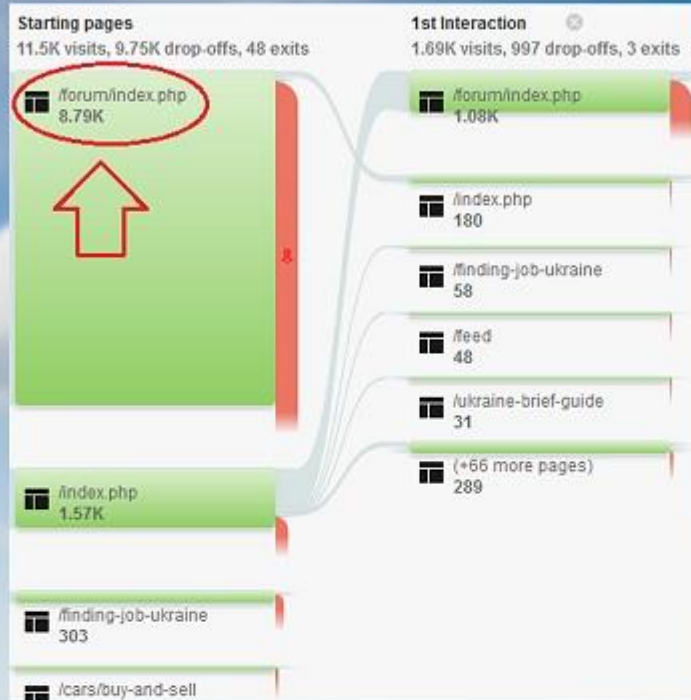 Starting pages
11.5K visits, 9.75K drop-offs, 48 exits
/forum/index.php
8.79K
/index.php
1.57K
/finding-job-ukraine
303
/cars/buy-and-sell
1st Interaction
1.69K visits, 997 drop-offs, 3 exits
/forum/index.php
1.08K
/index.php
180
/finding-job-ukraine
58
/feed
48
/ukraine-brief-guide
31
(+66 more pages)
289